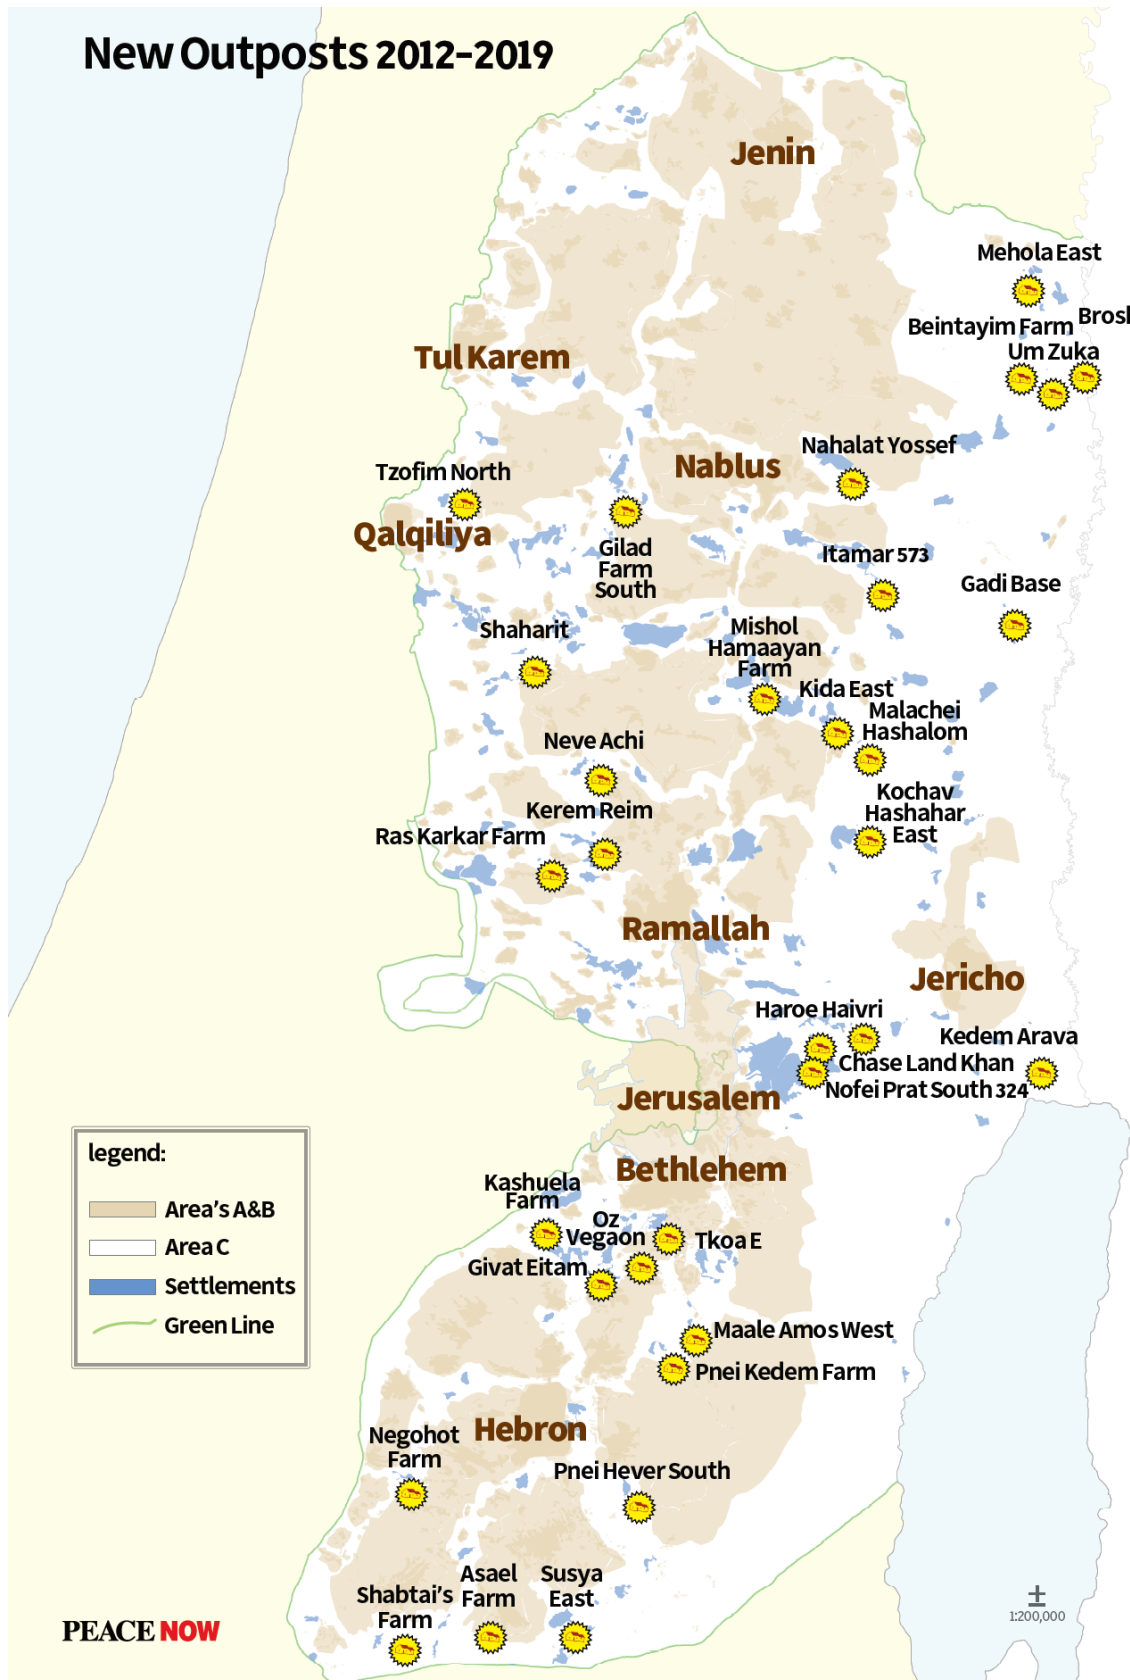 New Outposts 2012-2019
Jenin
Mehola East
Beintayim Farm
Um Zuka
Tul Karem
Nahalat Yossef
Nablus
Tzofim North
Qalqiliya
Gilad
Farm
South
Itamar 573
Gadi Base
Shaharit
Mishol
Hamaayan
Farm
Kida East
Malachei
Hashalom
Neve Achi
Kochav
Hashahar
East
Kerem Reim
Ras Karkar Farm
Ramallah
Jericho
Haroe Haivri
Kedem Arava
Chase Land Khan
Nofei Prat South 324
Jerusalem
Bethlehem
Kashuela
Farm
Oz
Vegaon
Tkoa E
Givat Eitam
Maale Amos West
Pnei Kedem Farm
Hebron
Negohot
Farm
Pnei Hever South
Asael
Farm
Susya
East
Shabtai's
Farm
legend:
Area's A&B
Area C
Settlements
Green Line
PEACE NOW
±
1:200,000